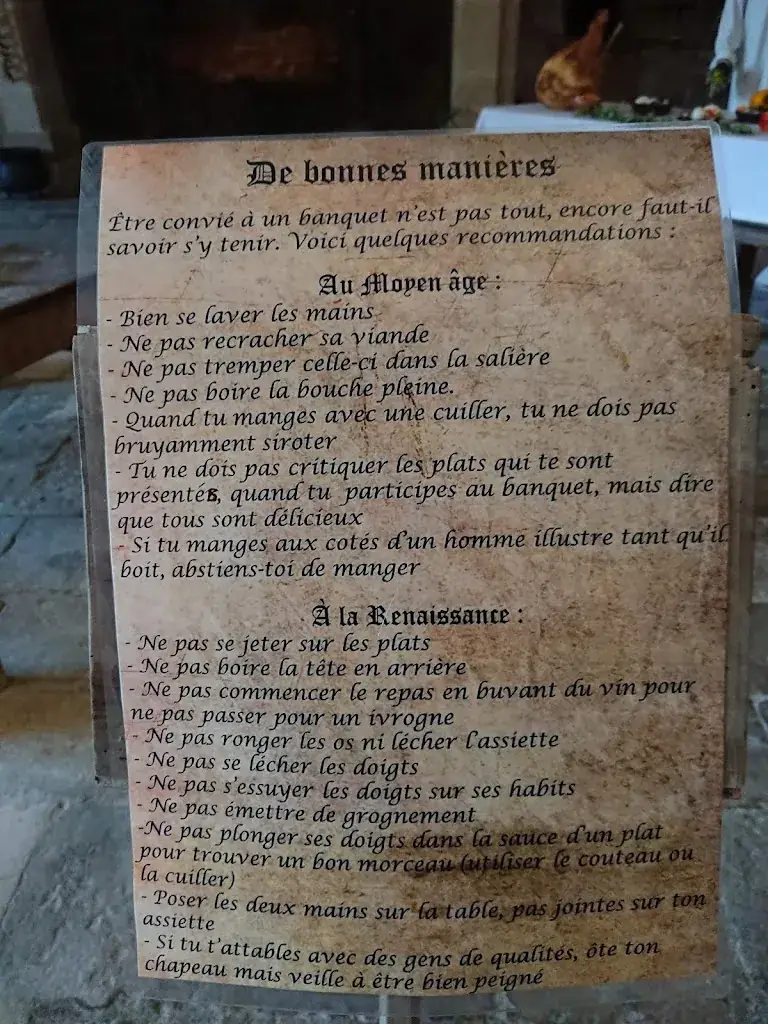 De bonnes manières
Être convié à un banquet n'est pas tout, encore faut-il
savoir s'y tenir. Voici quelques recommandations :
Au Moyen âge :
- Bien se laver les mains
- Ne pas recracher sa viande
- Ne pas tremper celle-ci dans la salière
- Ne pas boire la bouche pleine.
- Quand tu manges avec une cuiller, tu ne dois pas
bruyamment siroter
- Tu ne dois pas critiquer les plats qui te sont
présentés, quand tu participes au banquet, mais dire
que tous sont délicieux
- Si tu manges aux cotés d'un homme illustre tant qu'il
boit, abstiens-toi de manger
À la Renaissance :
- Ne pas se jeter sur les plats
- Ne pas boire la tête en arrière
- Ne pas commencer le repas en buvant du vin pour
ne pas passer pour un ivrogne
- Ne pas ronger les os ni lécher l'assiette
- Ne pas se lécher les doigts
- Ne pas s'essuyer les doigts sur ses habits
- Ne pas émettre de grognement
-Ne pas plonger ses doigts dans la sauce d'un plat
pour trouver un bon morceau (utiliser le couteau ou
la cuiller)
- Poser les deux mains sur la table, pas jointes sur ton
assiette
- Si tu t'attables avec des gens de qualités, ôte ton
chapeau mais veille à être bien peigné